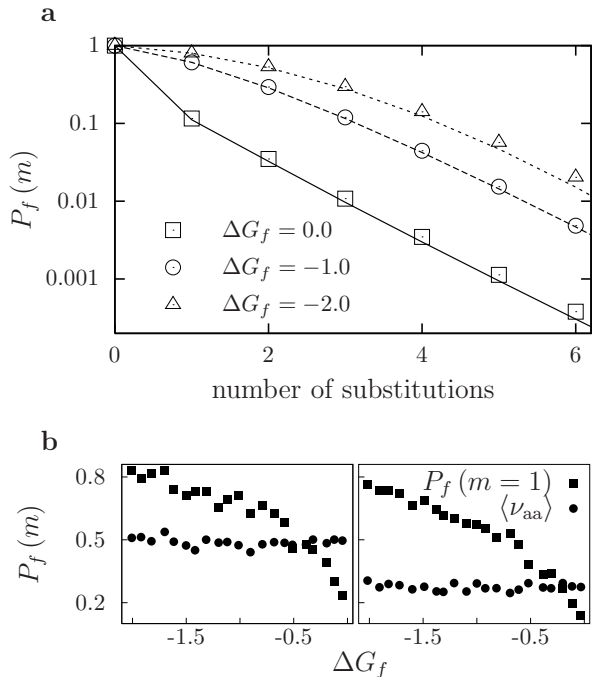 a
1
0.1
0.01
0.001
P_f(m)
ΔG_f = 0.0
ΔG_f = −1.0
ΔG_f = −2.0
0 2 4 6
number of substitutions
b
0.8
0.5
0.2
P_f(m)
P_f(m = 1)
⟨ν_aa⟩
-1.5 -0.5 -1.5 -0.5
ΔG_f